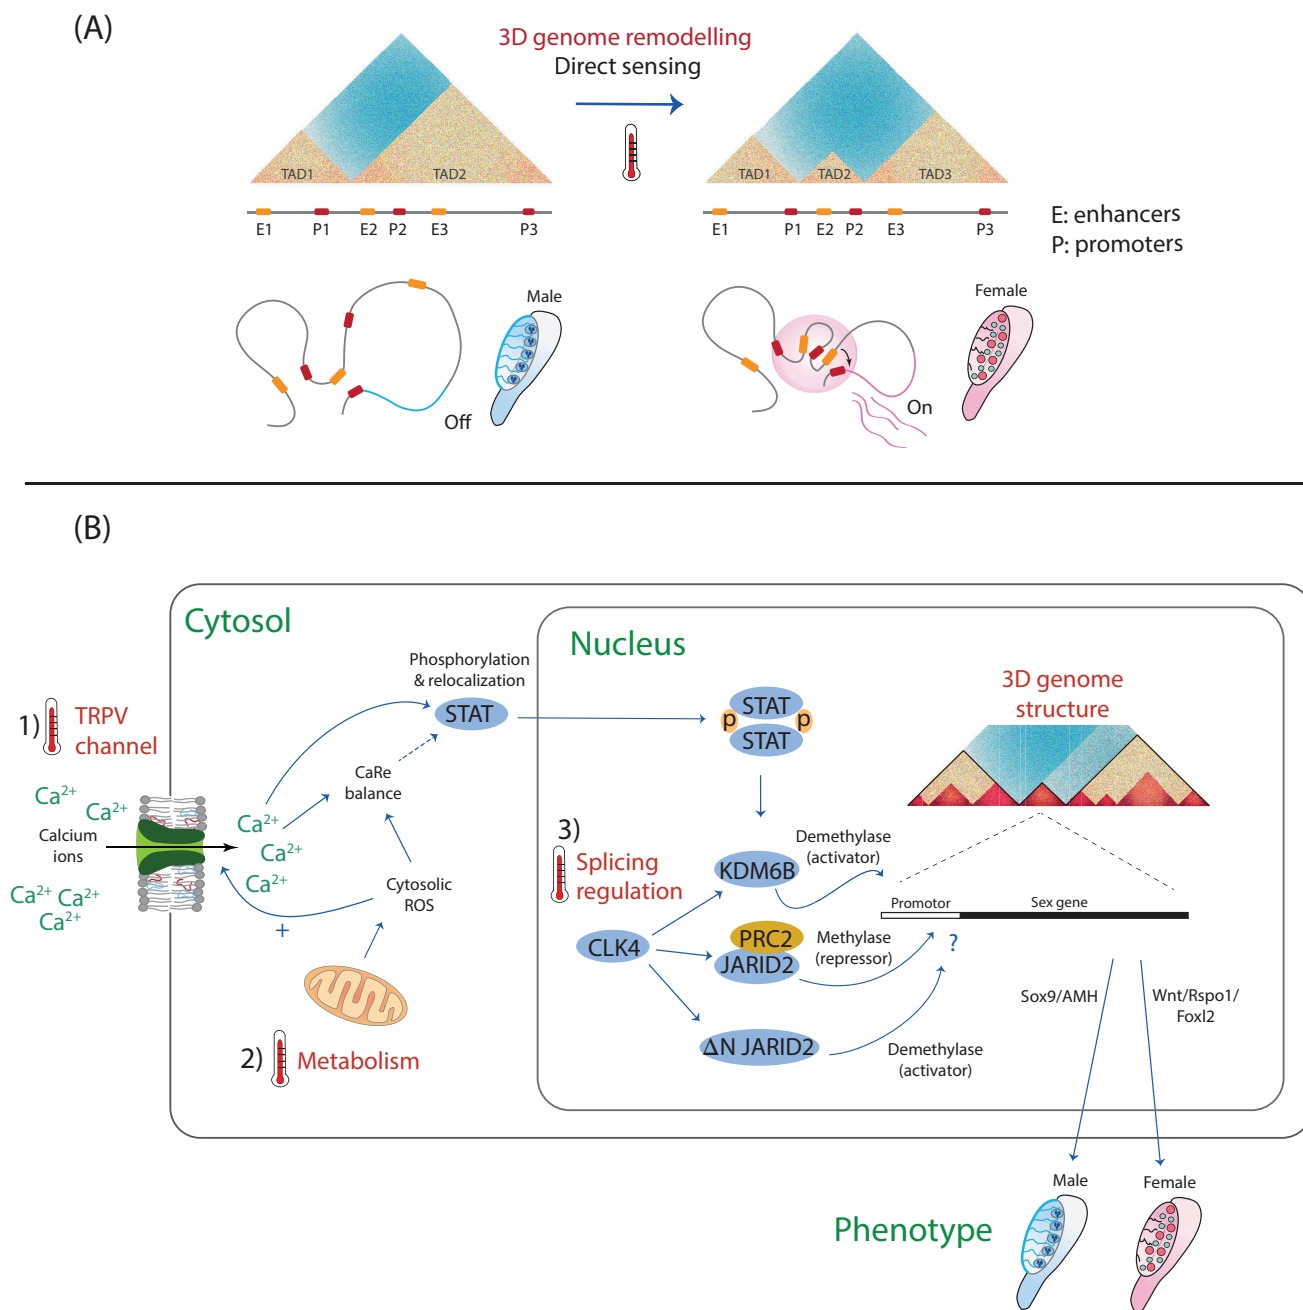 (A)
3D genome remodelling
Direct sensing
TAD1
TAD2
TAD1
TAD2
TAD3
E1 P1 E2 P2 E3 P3
E1 P1 E2 P2 E3 P3
E: enhancers
P: promoters
Male
Off
Female
On
(B)
Cytosol
Nucleus
Phosphorylation
& relocalization
STAT
STAT
p p
STAT
3D genome
structure
1)
TRPV
channel
CaRe
balance
Ca2+
Ca2+
Calcium
ions
Ca2+ Ca2+
Ca2+
Ca2+
Ca2+
Ca2+
+
Cytosolic
ROS
2)
Metabolism
3)
Splicing
regulation
CLK4
KDM6B
Demethylase
(activator)
PRC2
JARID2
Methylase
(repressor)
ΔN JARID2
Demethylase
(activator)
Promotor
Sex gene
?
Sox9/AMH
Wnt/Rspo1/
Foxl2
Phenotype
Male
Female